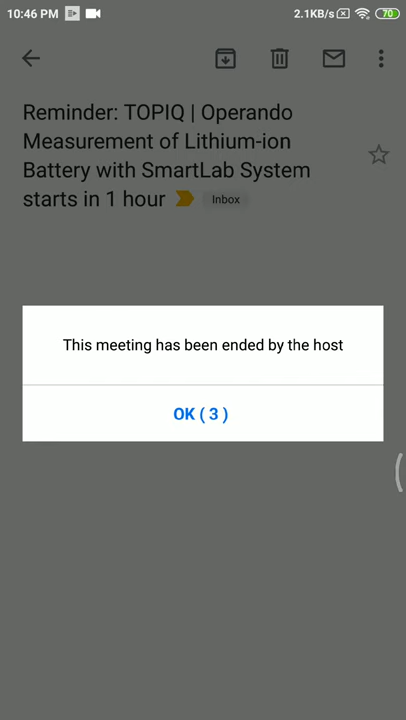 10:46 PM
2.1KB/s
70
Reminder: TOPIQ | Operando
Measurement of Lithium-ion
Battery with SmartLab System
starts in 1 hour
Inbox
This meeting has been ended by the host
OK ( 3 )